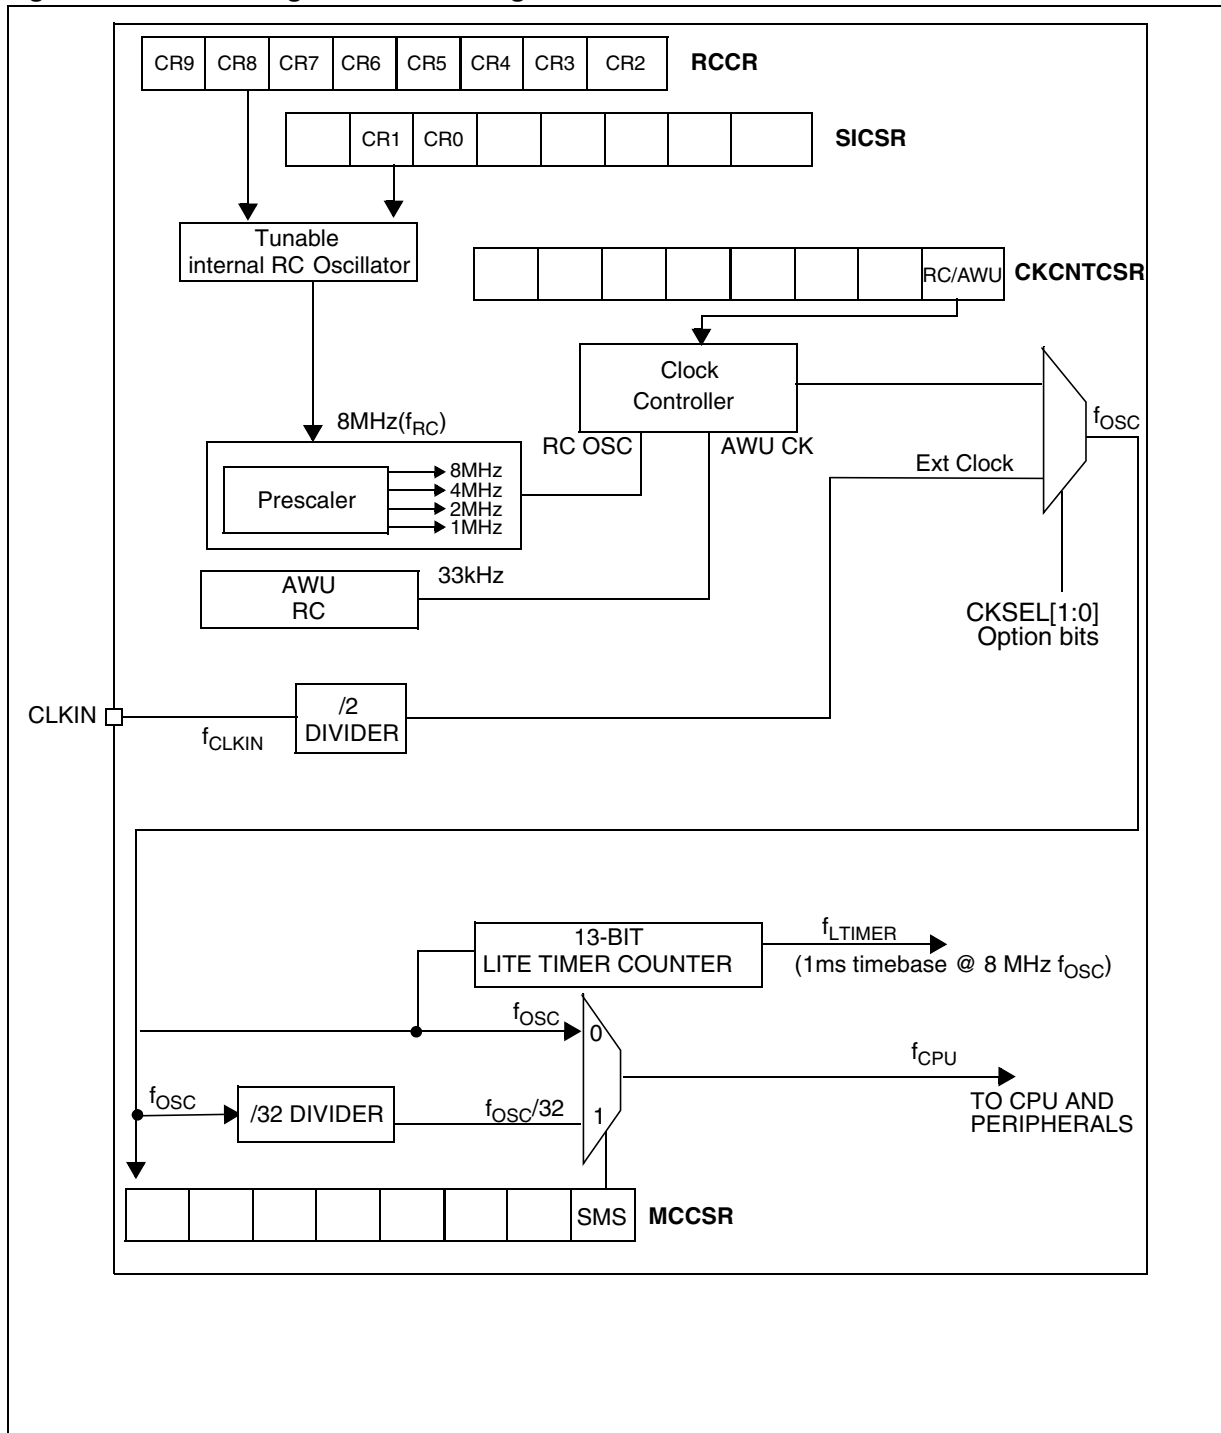 CR9 CR8 CR7 CR6 CR5 CR4 CR3 CR2 RCCR
CR1 CR0 SICSR
Tunable
internal RC Oscillator
RC/AWU CKCNTCSR
Clock
Controller
8MHz(fRC)
RC OSC AWU CK
fOSC
Prescaler
8MHz
4MHz
2MHz
1MHz
Ext Clock
33kHz
AWU
RC
CKSEL[1:0]
Option bits
CLKIN
fCLKIN
/2
DIVIDER
13-BIT
LITE TIMER COUNTER
fLTIMER
(1ms timebase @ 8 MHz fOSC)
fOSC
0
fCPU
TO CPU AND
PERIPHERALS
fOSC
/32 DIVIDER
fOSC/32
1
SMS MCCSR